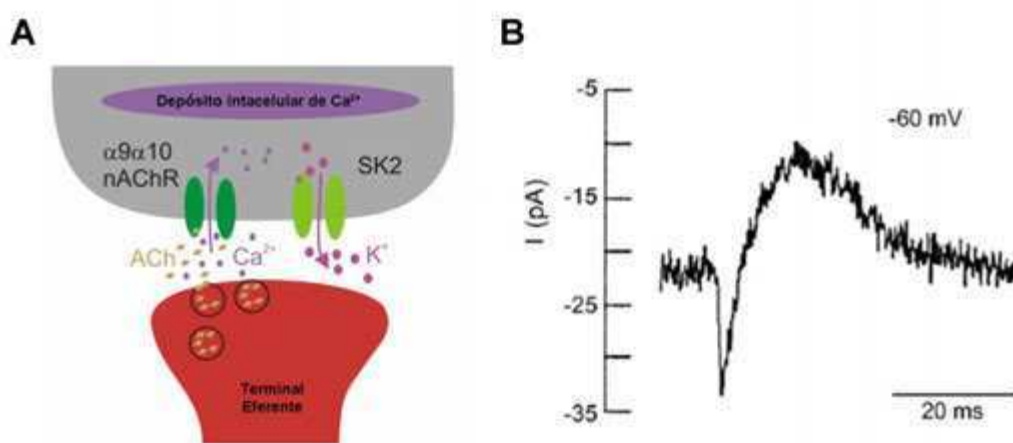 A
Depósito intacelular de Ca²⁺
α9α10
nAChR
SK2
ACh
Ca²⁺
K⁺
Terminal
Eferente
B
-5
-15
-25
-35
I (pA)
-60 mV
20 ms